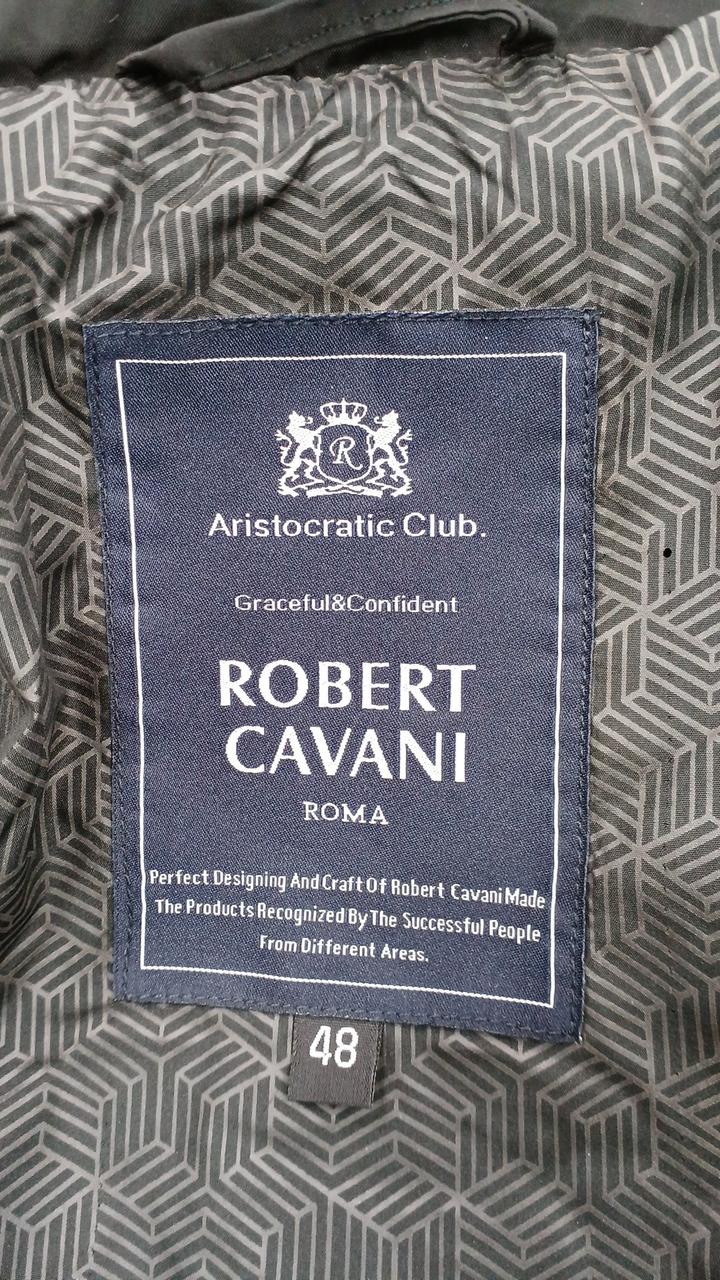 R
Aristocratic Club.
Graceful&Confident
ROBERT
CAVANI
ROMA
Perfect Designing And Craft Of Robert Cavani Made
The Products Recognized By The Successful People
From Different Areas.
48